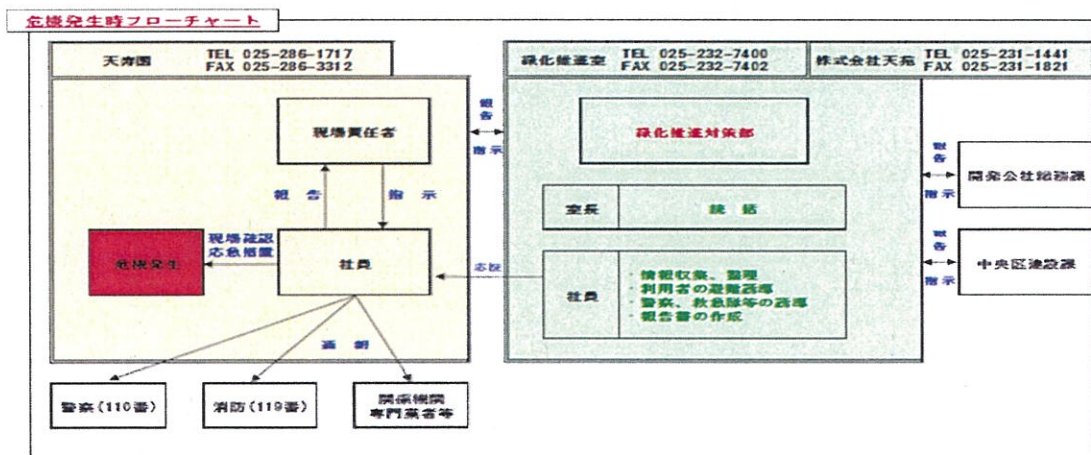 危機発生時フローチャート
天寿園
TEL 025-286-1717
FAX 025-286-3312
緑化推進室
TEL 025-232-7400
FAX 025-232-7402
株式会社天苑
TEL 025-231-1441
FAX 025-231-1821
現場責任者
報告
指示
報告
指示
緑化推進対策部
室長
統括
危機発生
現場確認
応急措置
社員
応援
社員
・情報収集、整理
・利用者の避難誘導
・警察、救急隊等の誘導
・報告書の作成
報告
指示
開発公社総務課
報告
指示
中央区建設課
通報
警察(110番)
消防(119番)
関係機関
専門業者等